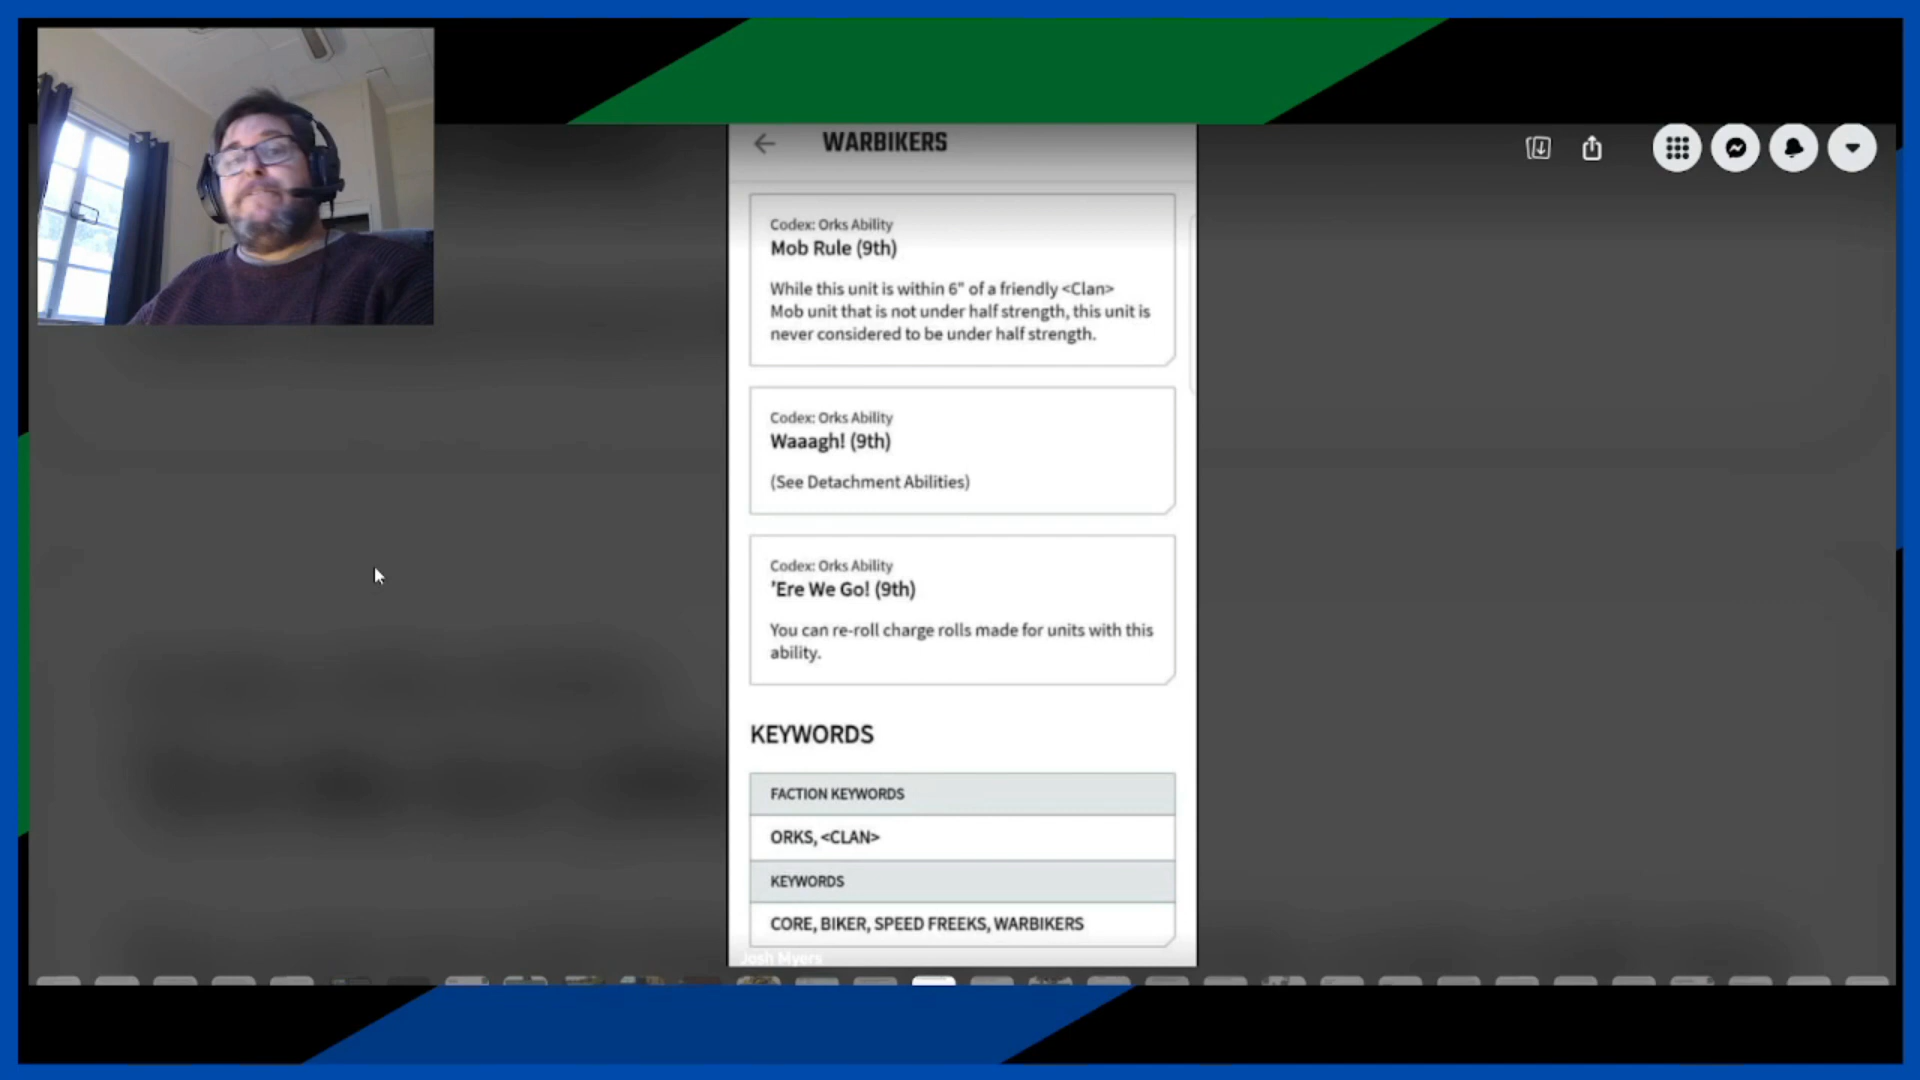 WARBIKERS
Codex: Orks Ability
Mob Rule (9th)
While this unit is within 6" of a friendly <Clan>
Mob unit that is not under half strength, this unit is
never considered to be under half strength.
Codex: Orks Ability
Waaagh! (9th)
(See Detachment Abilities)
Codex: Orks Ability
'Ere We Go! (9th)
You can re-roll charge rolls made for units with this
ability.
KEYWORDS
FACTION KEYWORDS
ORKS, <CLAN>
KEYWORDS
CORE, BIKER, SPEED FREEKS, WARBIKERS
Josh Myers